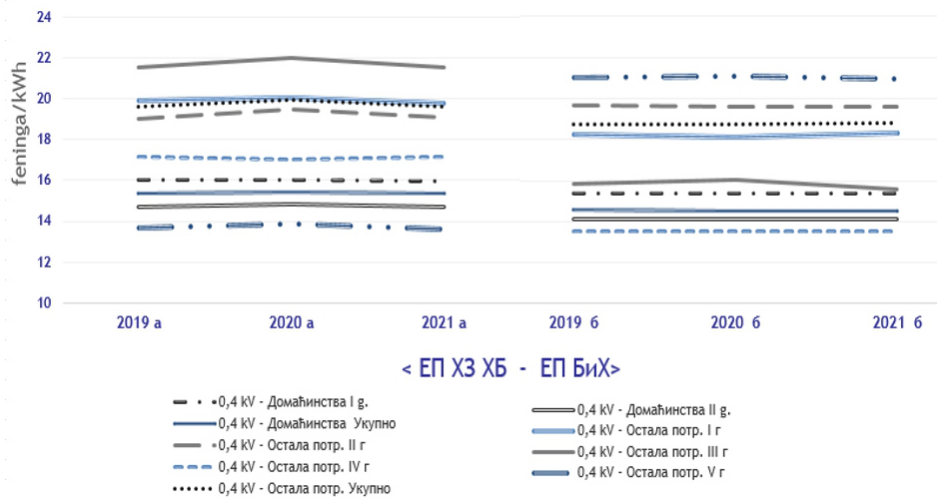 24
22
20
18
16
14
12
10
feninga/kWh
2019 а 2020 а 2021 а 2019 б 2020 б 2021 б
< ЕП ХЗ ХБ - ЕП БиХ>
0,4 kV - Домаћинства I g.
0,4 kV - Домаћинства II g.
0,4 kV - Домаћинства Укупно
0,4 kV - Остала потр. I г
0,4 kV - Остала потр. II г
0,4 kV - Остала потр. III г
0,4 kV - Остала потр. IV г
0,4 kV - Остала потр. V г
0,4 kV - Остала потр. Укупно